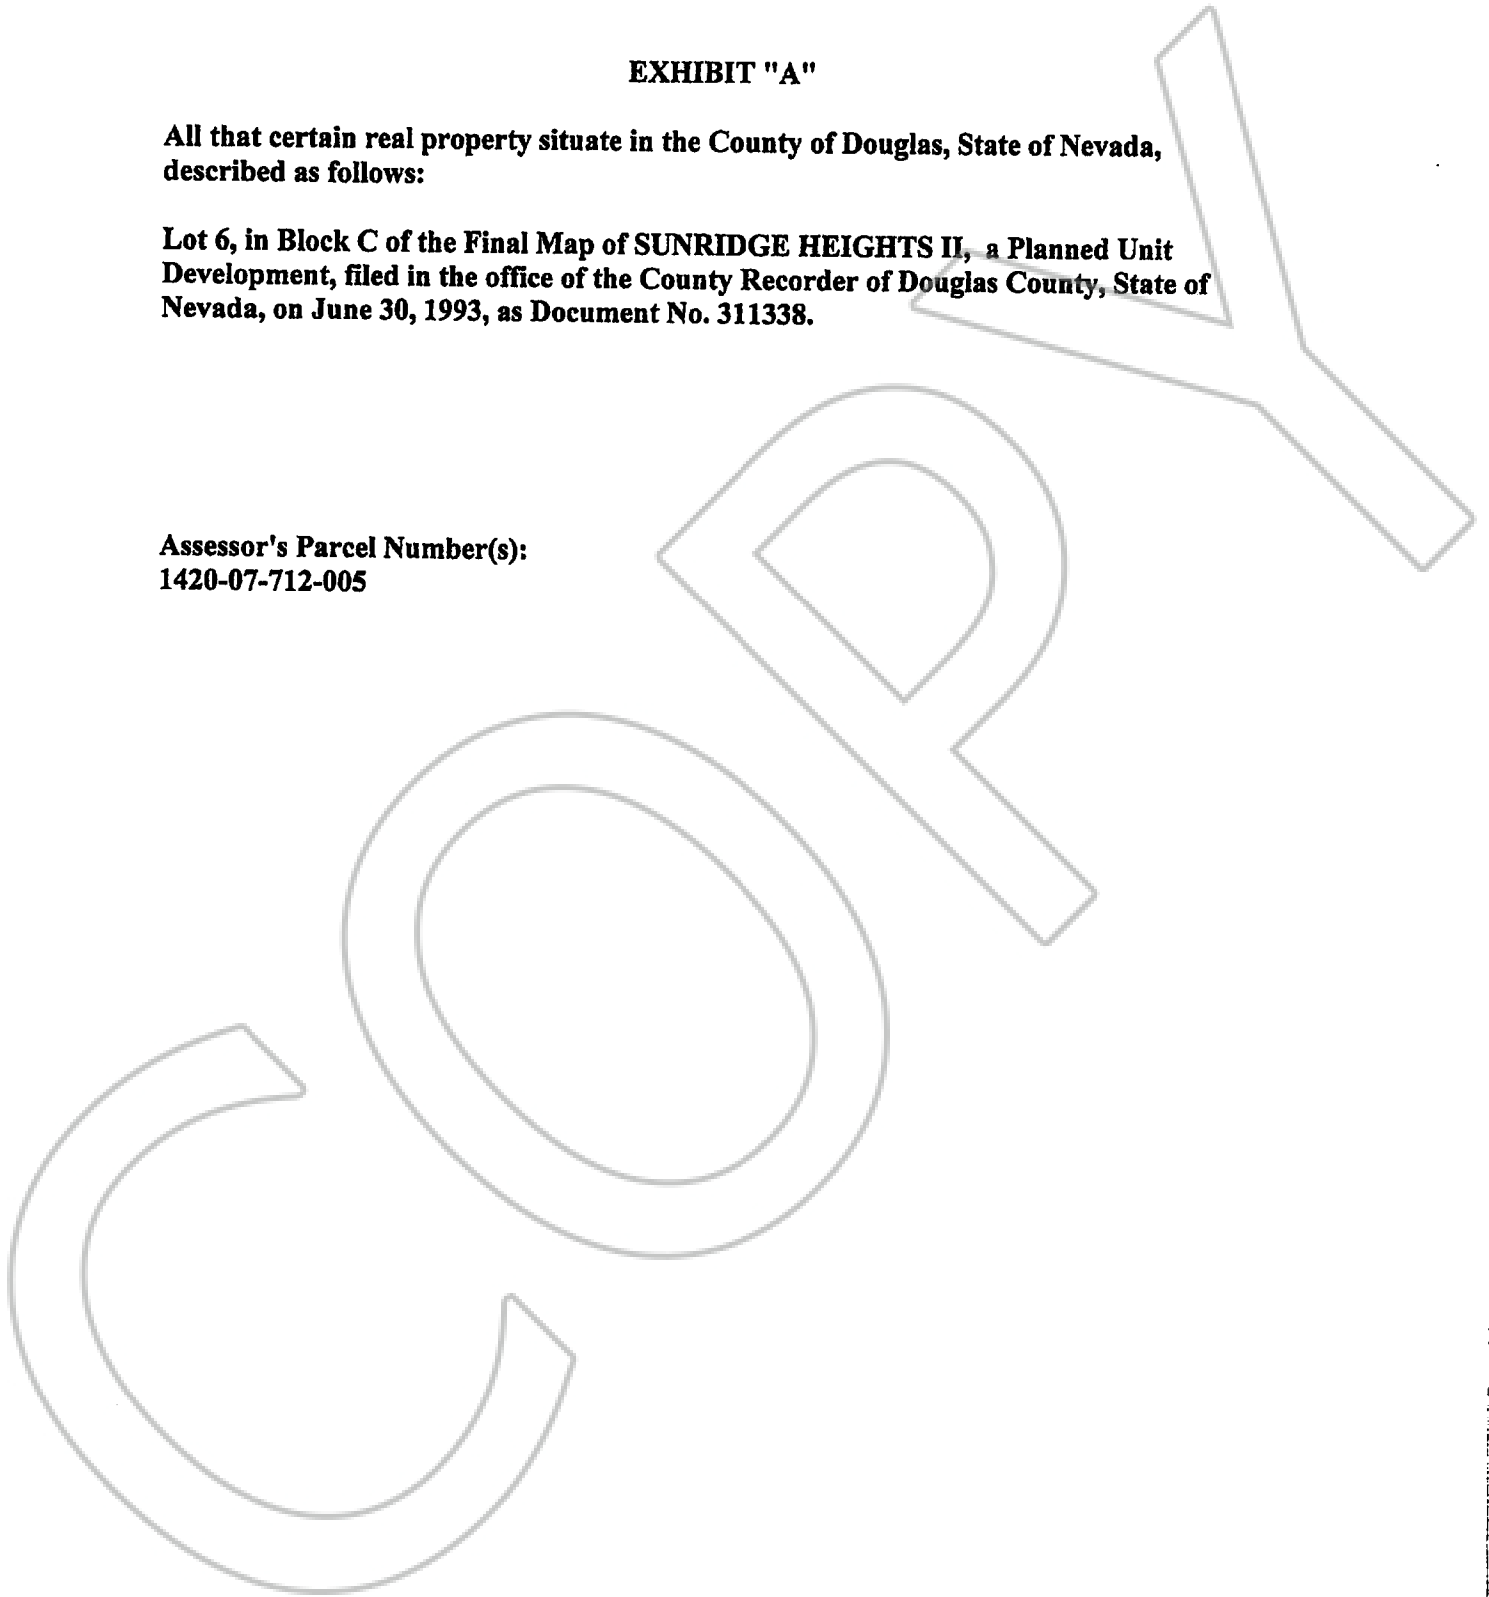 EXHIBIT "A"
All that certain real property situate in the County of Douglas, State of Nevada,
described as follows:
Lot 6, in Block C of the Final Map of SUNRIDGE HEIGHTS II, a Planned Unit
Development, filed in the office of the County Recorder of Douglas County, State of
Nevada, on June 30, 1993, as Document No. 311338.
Assessor's Parcel Number(s):
1420-07-712-005
COPY